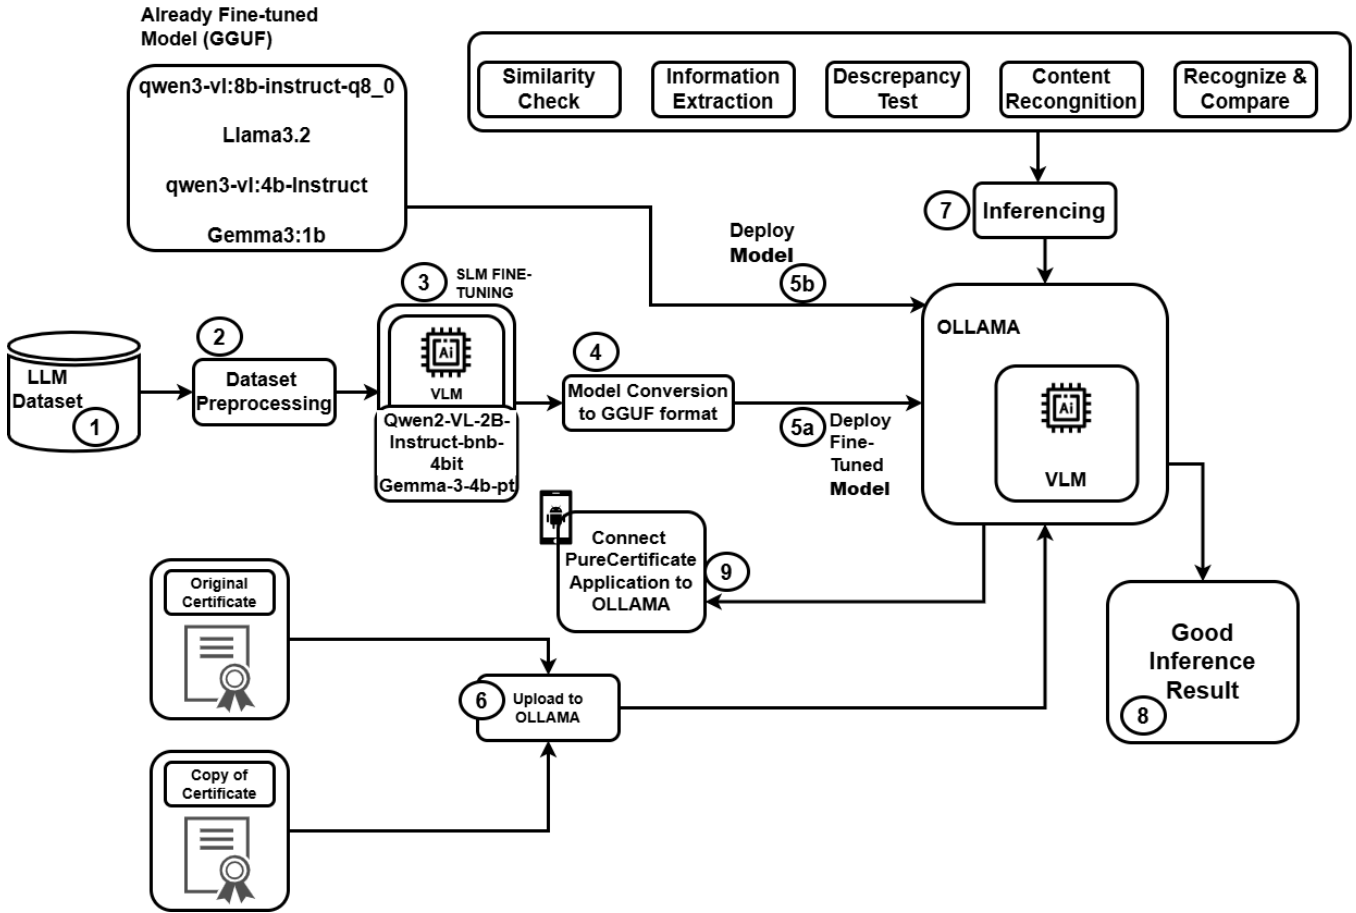 Already Fine-tuned
Model (GGUF)
qwen3-vl:8b-instruct-q8_0
Llama3.2
qwen3-vl:4b-Instruct
Gemma3:1b
Similarity
Check
Information
Extraction
Descrepancy
Test
Content
Recongnition
Recognize &
Compare
7
Inferencing
Deploy
Model
5b
3
SLM FINE-
TUNING
2
LLM
Dataset
1
Dataset
Preprocessing
Ai
VLM
Qwen2-VL-2B-
Instruct-bnb-
4bit
Gemma-3-4b-pt
4
Model Conversion
to GGUF format
5a
Deploy
Fine-
Tuned
Model
OLLAMA
Ai
VLM
Connect
PureCertificate
Application to
OLLAMA
9
Original
Certificate
6
Upload to
OLLAMA
Copy of
Certificate
Good
Inference
Result
8